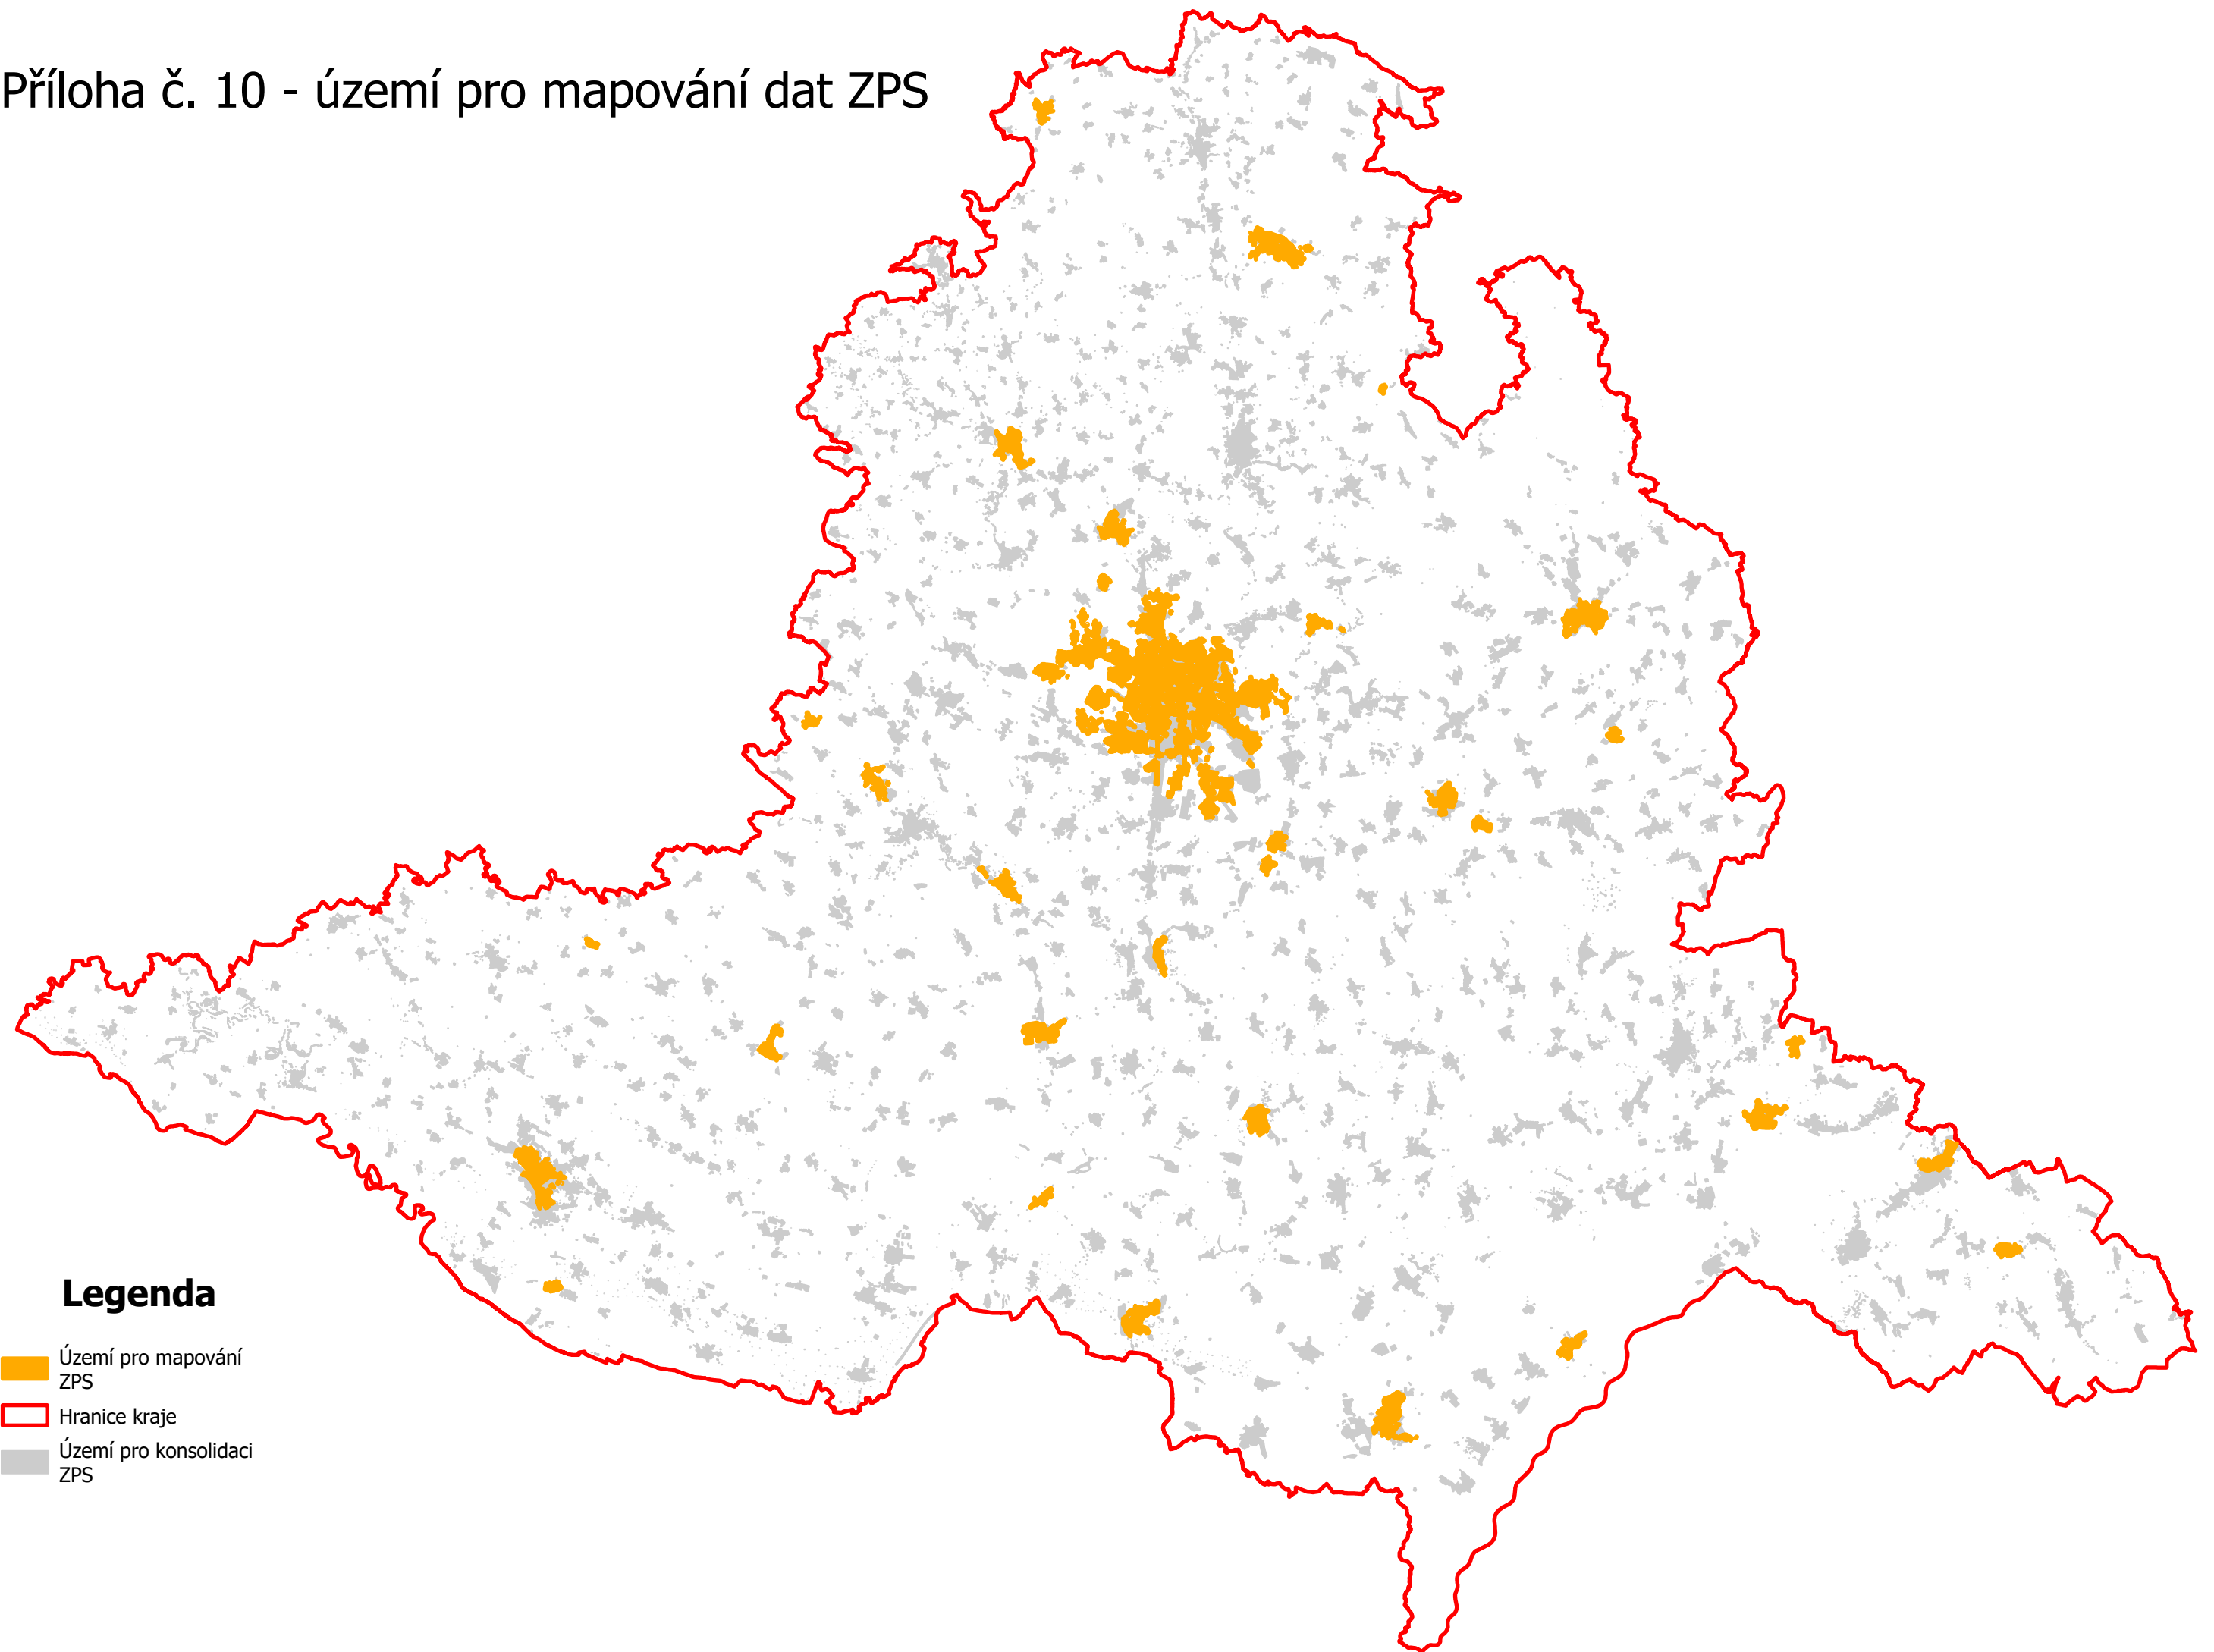 Příloha č. 10 - území pro mapování dat ZPS
Legenda
Území pro mapování
ZPS
Hranice kraje
Území pro konsolidaci
ZPS